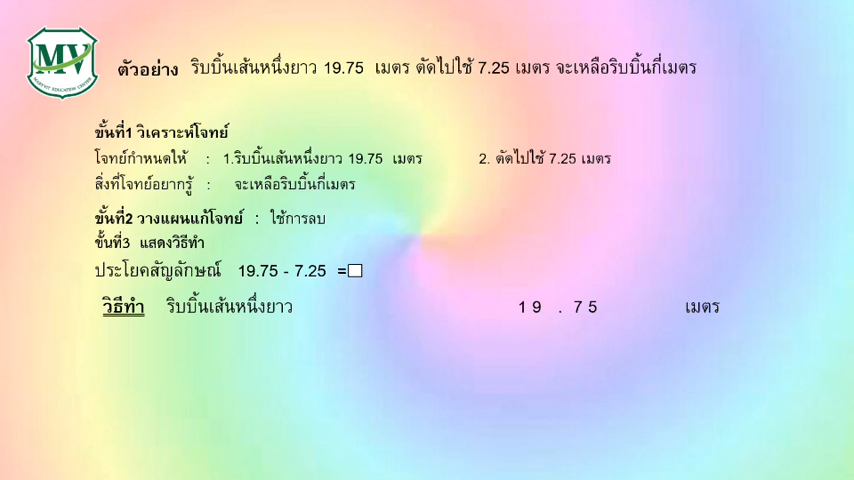 MV
MARYVIT EDUCATION CENTER
ตัวอย่าง ริบบิ้นเส้นหนึ่งยาว 19.75 เมตร ตัดไปใช้ 7.25 เมตร จะเหลือริบบิ้นกี่เมตร
ขั้นที่1 วิเคราะห์โจทย์
โจทย์กำหนดให้ : 1.ริบบิ้นเส้นหนึ่งยาว 19.75 เมตร 2. ตัดไปใช้ 7.25 เมตร
สิ่งที่โจทย์อยากรู้ : จะเหลือริบบิ้นกี่เมตร
ขั้นที่2 วางแผนแก้โจทย์ : ใช้การลบ
ขั้นที่3 แสดงวิธีทำ
ประโยคสัญลักษณ์ 19.75 - 7.25 =□
วิธีทำ ริบบิ้นเส้นหนึ่งยาว 1 9 . 7 5 เมตร